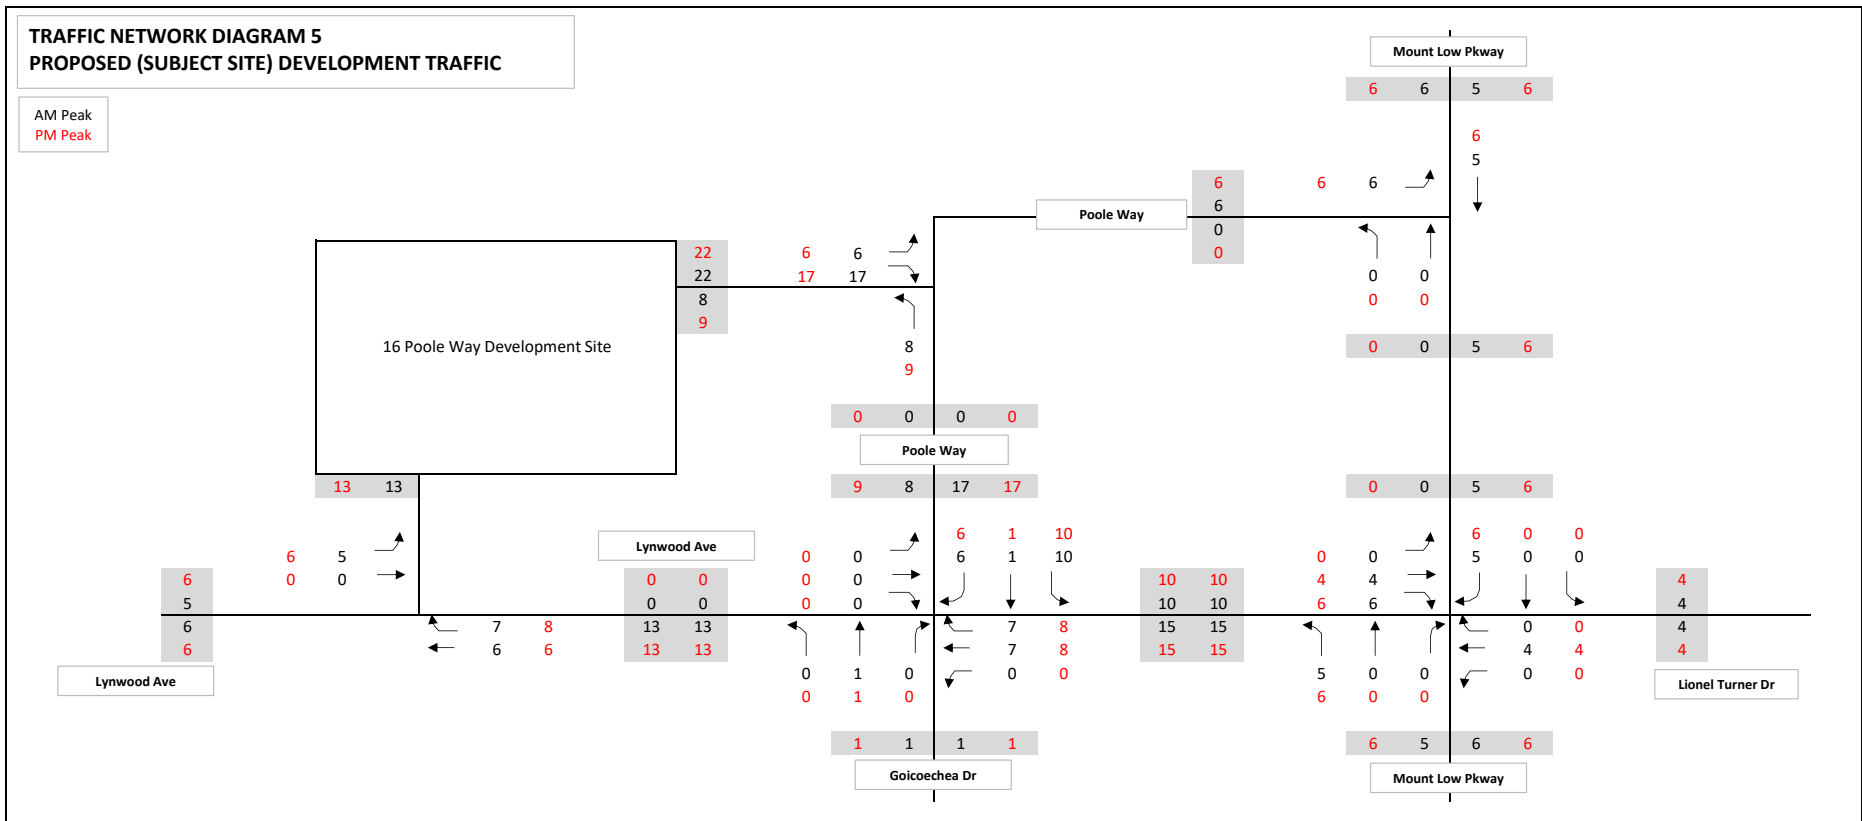 TRAFFIC NETWORK DIAGRAM 5
PROPOSED (SUBJECT SITE) DEVELOPMENT TRAFFIC
AM Peak
PM Peak
Mount Low Pkway
6 6 5 6
6
5
6 6 6
6
0
0
Poole Way
0 0
0 0
22 6 6
22 17 17
8
9
16 Poole Way Development Site
8
9
0 0 5 6
0 0 0 0
Poole Way
13 13
9 8 17 17
0 0 5 6
Lynwood Ave
6 1 10
6 1 10
6 0 0
5 0 0
6 5
0 0
6
5
6
6
0 0
0 0
13 13
13 13
0 0
0 0
0 0
10 10
10 10
15 15
15 15
0 0
4 4
6 6
4
4
4
4
7 8
6 6
7 8
7 8
0 0
0 0
4 4
0 0
0 1 0
0 1 0
5 0 0
6 0 0
Lynwood Ave
Lionel Turner Dr
1 1 1 1
Goicoechea Dr
6 5 6 6
Mount Low Pkway